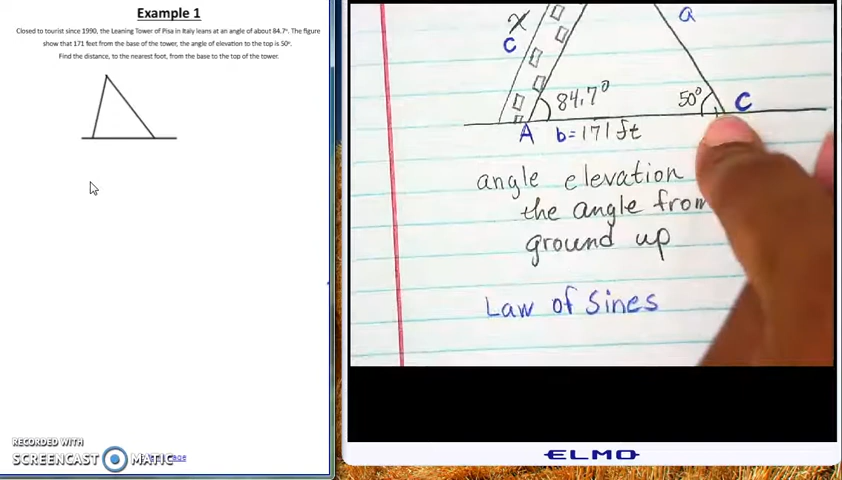 Example 1
Closed to tourist since 1990, the Leaning Tower of Pisa in Italy leans at an angle of about 84.7°. The figure
show that 171 feet from the base of the tower, the angle of elevation to the top is 50°.
Find the distance, to the nearest foot, from the base to the top of the tower.
x
c
a
84.7°
50°
C
A
b=171ft
angle elevation
the angle from
ground up
Law of Sines
RECORDED WITH
SCREENCAST MATIC
ELMO